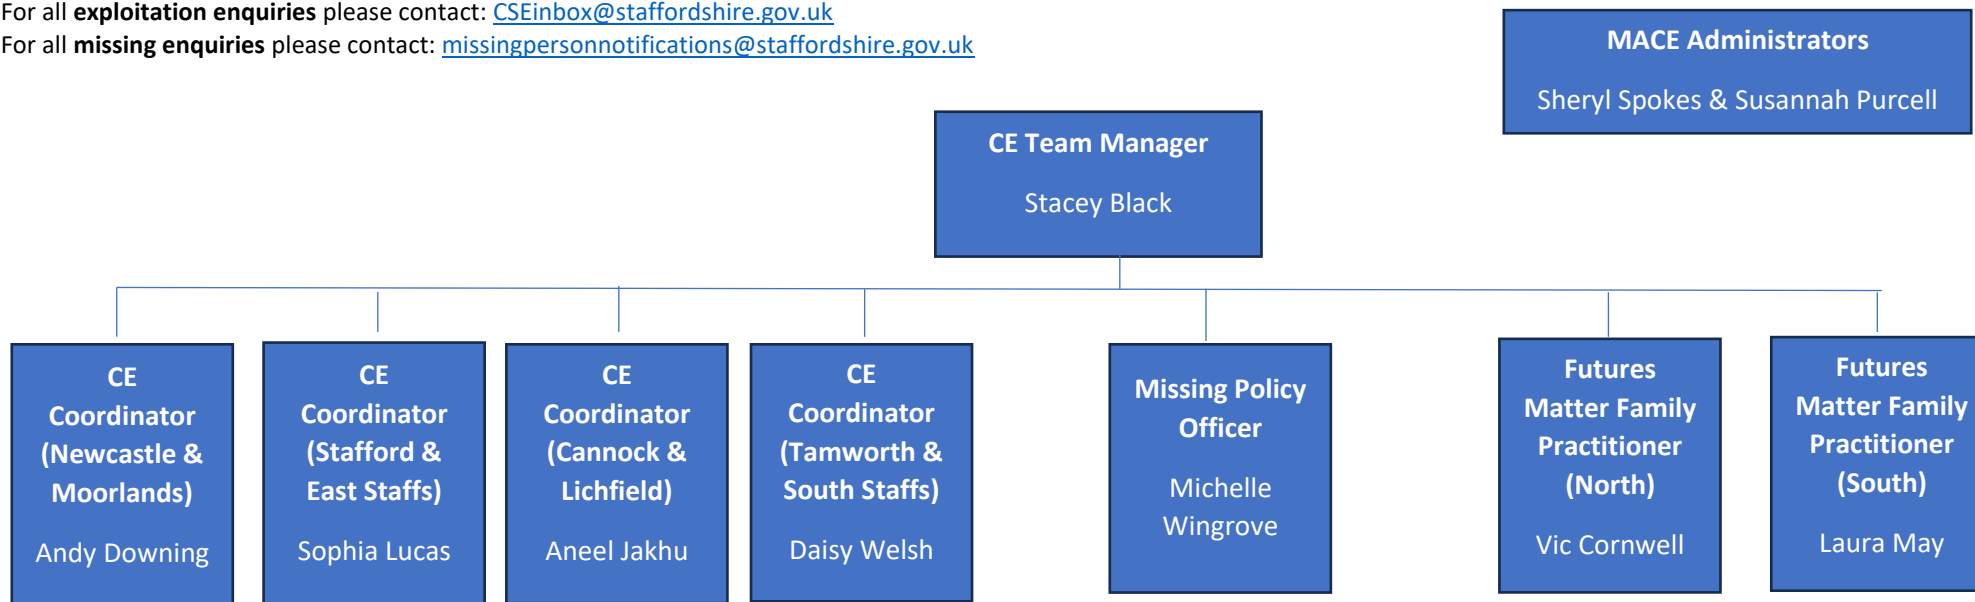 For all exploitation enquiries please contact: CSEinbox@staffordshire.gov.uk
For all missing enquiries please contact: missingpersonnotifications@staffordshire.gov.uk
MACE Administrators
Sheryl Spokes & Susannah Purcell
CE Team Manager
Stacey Black
CE
Coordinator
(Newcastle &
Moorlands)
Andy Downing
CE
Coordinator
(Stafford &
East Staffs)
Sophia Lucas
CE
Coordinator
(Cannock &
Lichfield)
Aneel Jakhu
CE
Coordinator
(Tamworth &
South Staffs)
Daisy Welsh
Missing Policy
Officer
Michelle
Wingrove
Futures
Matter Family
Practitioner
(North)
Vic Cornwell
Futures
Matter Family
Practitioner
(South)
Laura May